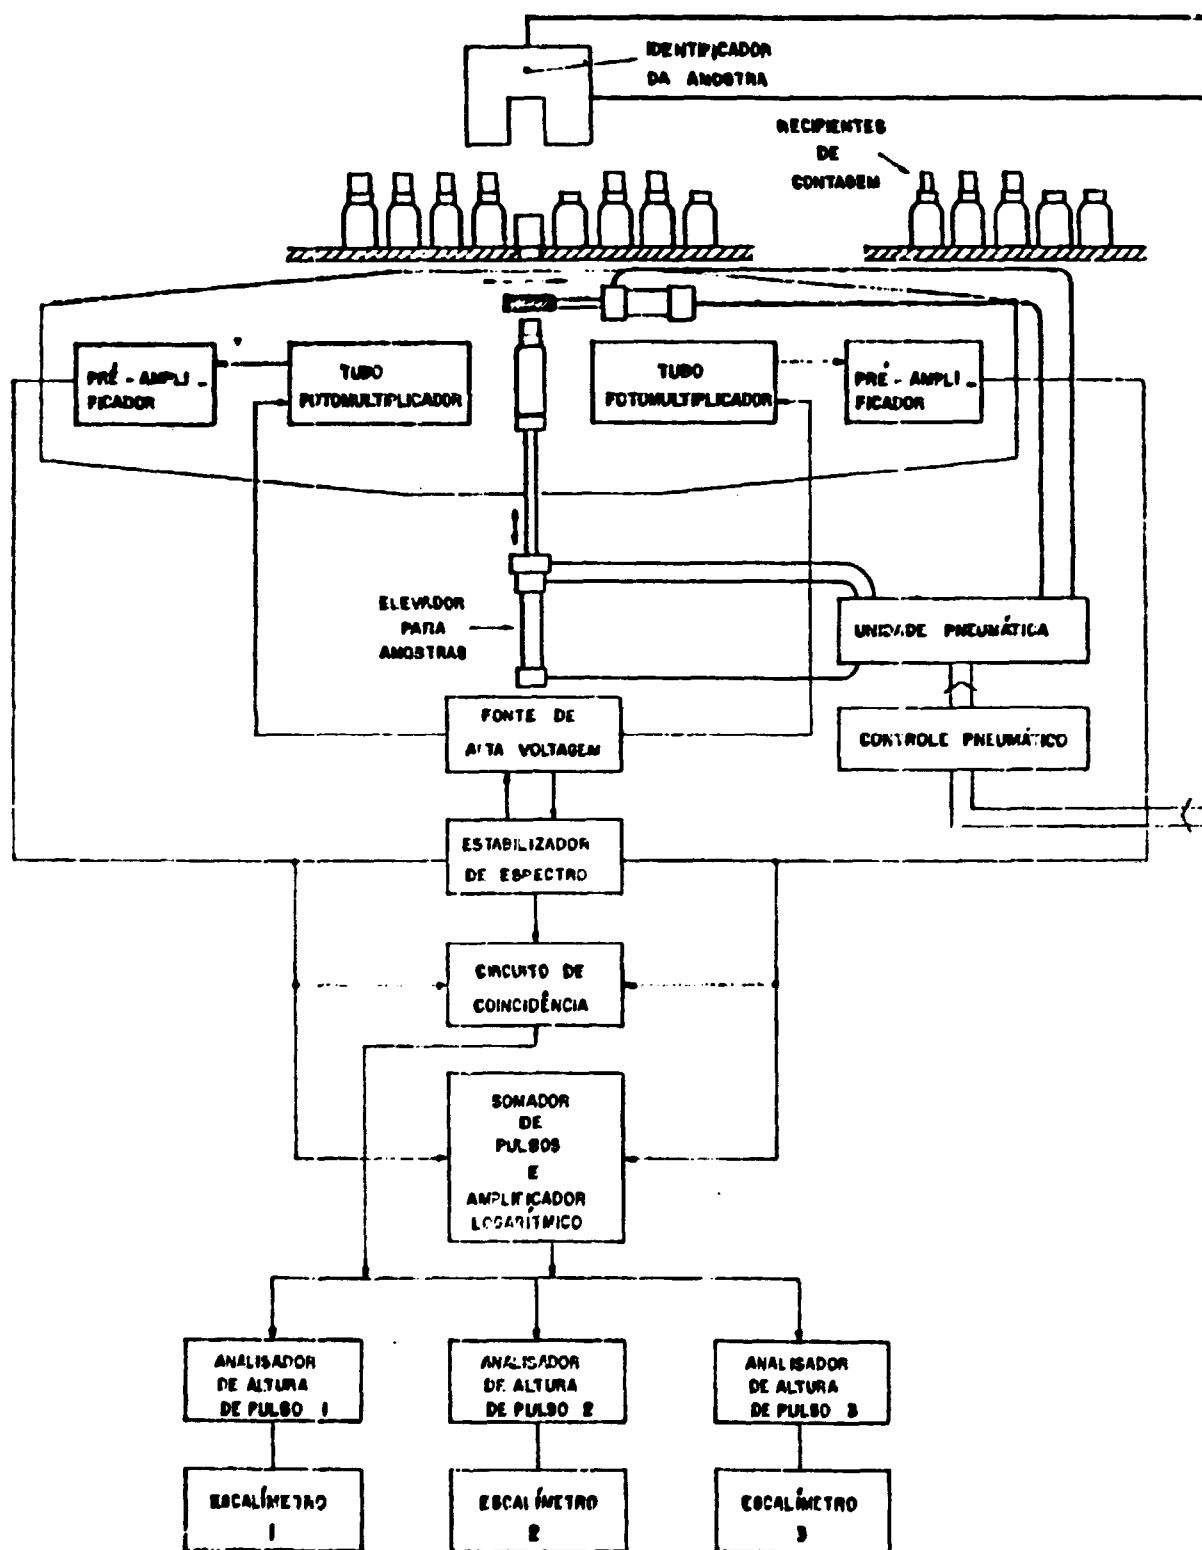 IDENTIFICADOR
DA AMOSTRA
RECIPIENTES
DE
CONTAGEM
PRÉ-AMPLI_
FICADOR
TUBO
FOTOMULTIPLICADOR
TUBO
FOTOMULTIPLICADOR
PRÉ-AMPLI_
FICADOR
ELEVADOR
PARA
AMOSTRAS
UNIDADE PNEUMÁTICA
FONTE DE
ALTA VOLTAGEM
CONTROLE PNEUMÁTICO
ESTABILIZADOR
DE ESPECTRO
CIRCUITO DE
COINCIDÊNCIA
SOMADOR
DE
PULSOS
E
AMPLIFICADOR
LOGARÍTMICO
ANALISADOR
DE ALTURA
DE PULSO 1
ANALISADOR
DE ALTURA
DE PULSO 2
ANALISADOR
DE ALTURA
DE PULSO 3
ESCALÍMETRO
1
ESCALÍMETRO
2
ESCALÍMETRO
3